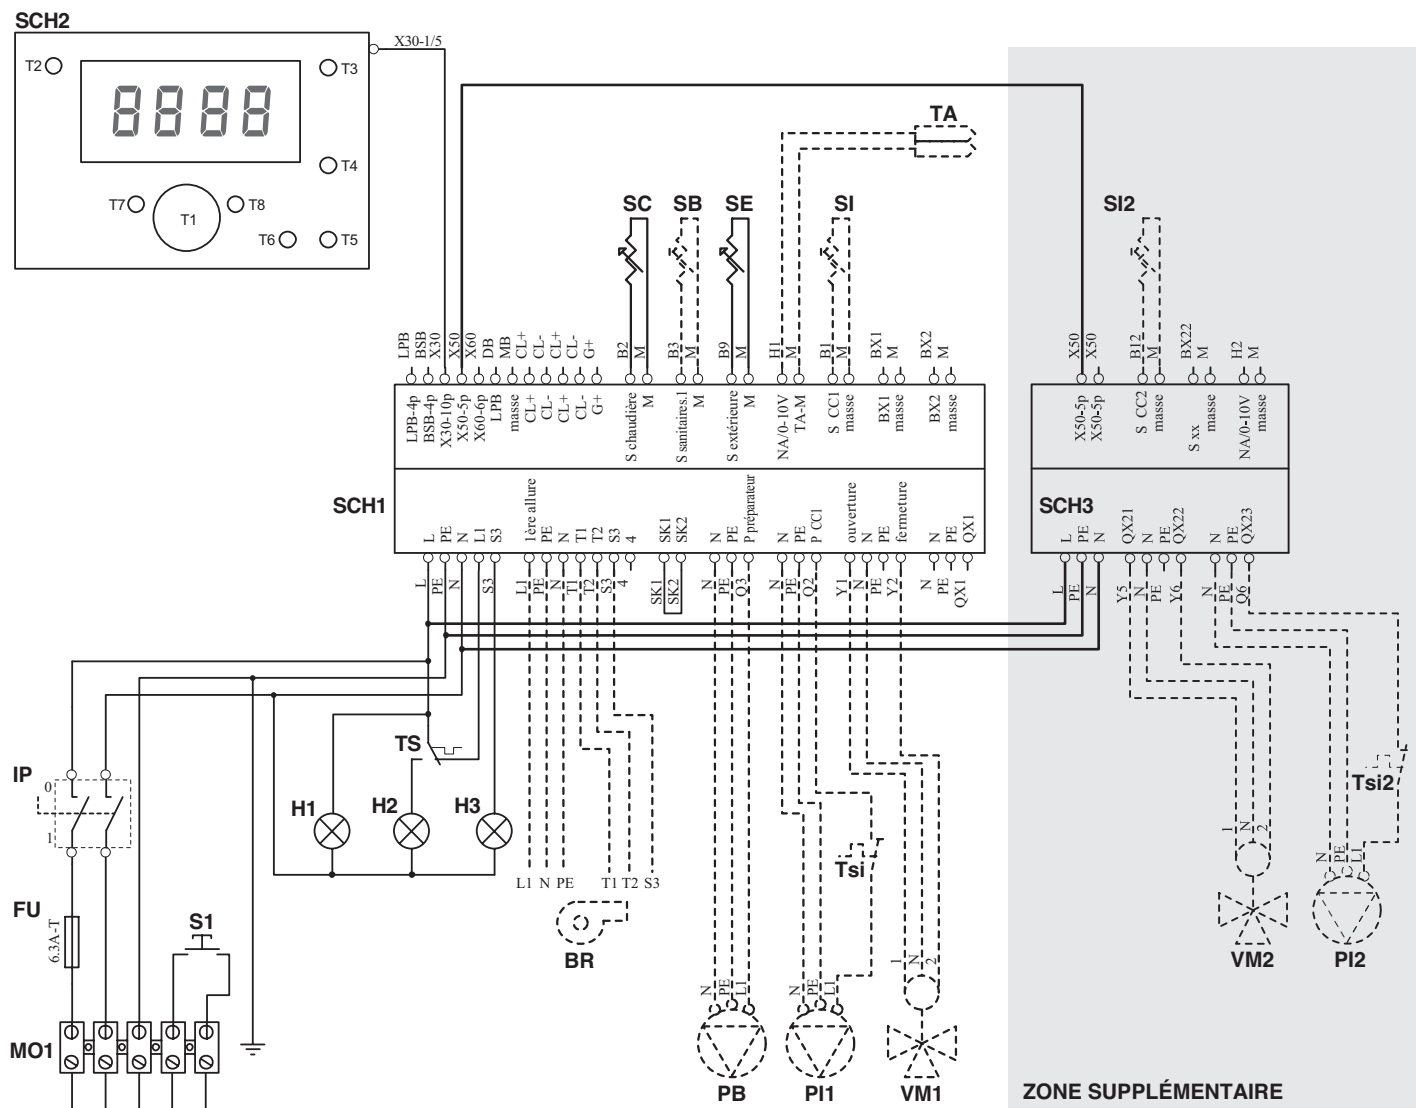 SCH2
X30-1/5
T2
T3
8888
T4
T7
T1
T8
T6
T5
TA
SC
SB
SE
SI
SI2
LPB
BSB
X30
X50
X60
DB
MB
CL+
CL-
CL+
CL-
G+
B2
M
B3
M
B9
M
H1
M
B1
M
BX1
M
BX2
M
X50
X50
B12
M
BX22
M
H2
M
LPB-4p
BSB-4p
X30-10p
X50-5p
X60-6p
LPB
masse
CL+
CL-
CL+
CL-
G+
S chaudière
M
S sanitaires.1
M
S extérieure
M
NA/0-10V
TA-M
S CC1
masse
BX1
masse
BX2
masse
X50-5p
X50-5p
S CC2
masse
S xx
masse
NA/0-10V
masse
SCH1
SCH3
L
PE
N
L1
S3
1ère allure
PE
N
T1
T2
S3
4
SK1
SK2
N
PE
P préparateur
N
PE
P CC1
ouverture
N
PE
fermeture
N
PE
QX1
L
PE
N
QX21
N
PE
QX22
N
PE
QX23
L
PE
N
S3
L1
PE
N
T1
T2
S3
4
SK1
SK2
N
PE
Q3
N
PE
Q2
Y1
N
PE
Y2
N
PE
QX1
L
PE
N
Y5
N
PE
Y6
N
PE
Q6
TS
IP
0
1
H1
H2
H3
Tsi
Tsi2
L1 N PE
T1 T2 S3
BR
FU
6.3A-T
S1
MO1
N
PE
L1
PB
N
PE
L1
PI1
1
N
2
VM1
1
N
2
VM2
N
PE
L1
PI2
ZONE SUPPLÉMENTAIRE